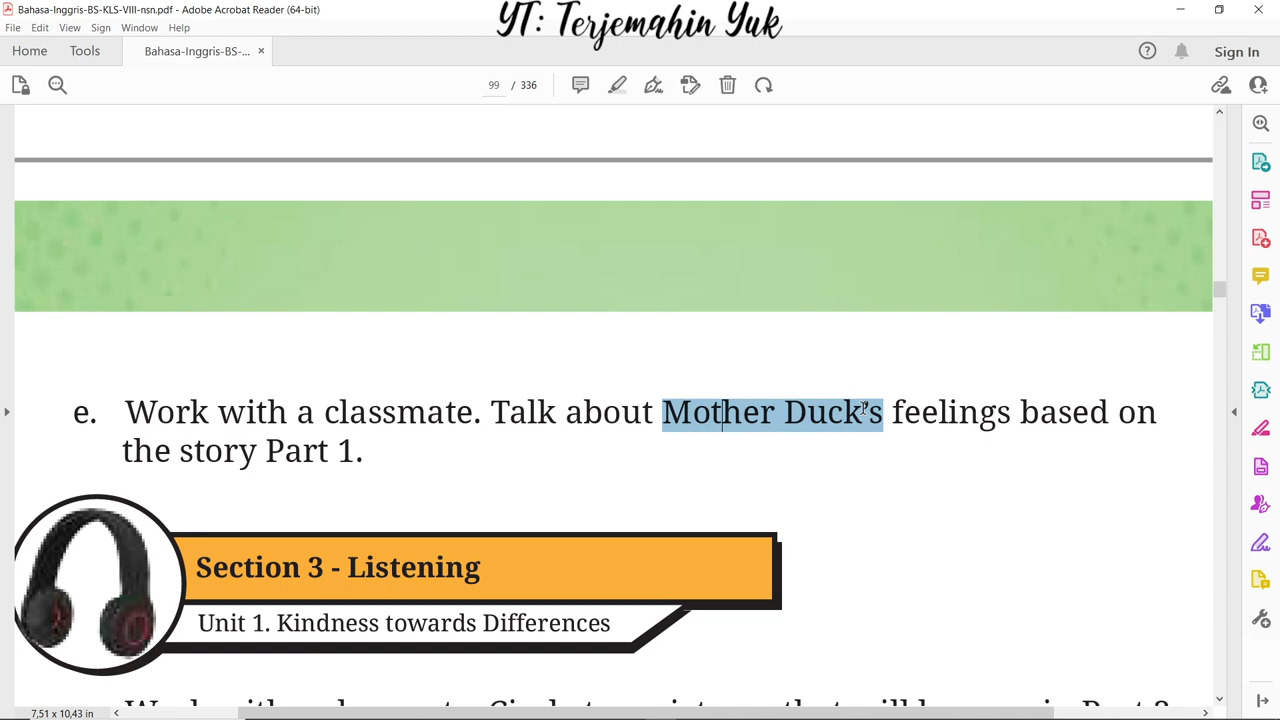 Bahasa-Inggris-BS-KLS-VIII-nsn.pdf - Adobe Acrobat Reader (64-bit)
YT: Terjemahin Yuk
File Edit View Sign Window Help
Home Tools Bahasa-Inggris-BS-... × Sign In
99 / 336
e. Work with a classmate. Talk about Mother Duck's feelings based on
the story Part 1.
Section 3 - Listening
Unit 1. Kindness towards Differences
7,51 x 10,43 in